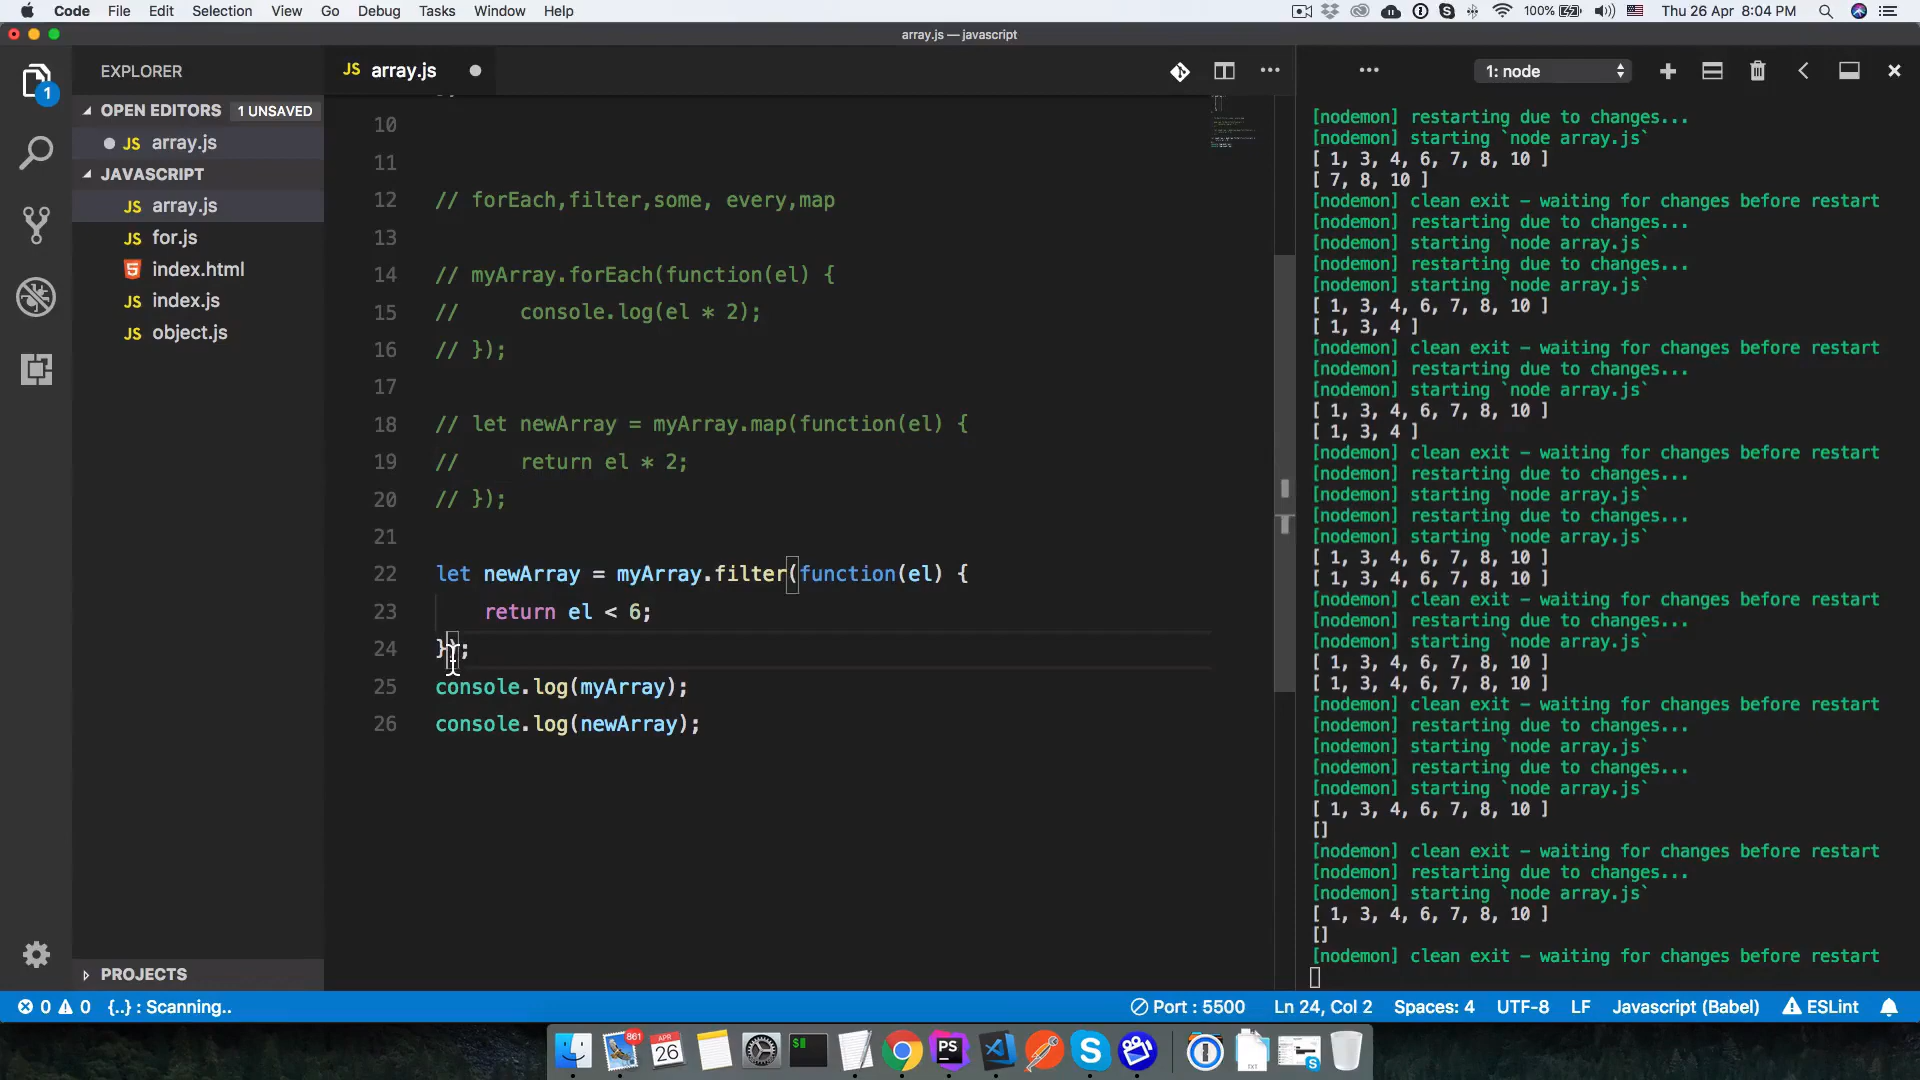 Code File Edit Selection View Go Debug Tasks Window Help 100% Thu 26 Apr 8:04 PM
array.js — javascript
EXPLORER
OPEN EDITORS 1 UNSAVED
JS array.js
JAVASCRIPT
JS array.js
JS for.js
5 index.html
JS index.js
JS object.js
PROJECTS
1
JS array.js
10
11
12 // forEach,filter,some, every,map
13
14 // myArray.forEach(function(el) {
15 // console.log(el * 2);
16 // });
17
18 // let newArray = myArray.map(function(el) {
19 // return el * 2;
20 // });
21
22 let newArray = myArray.filter(function(el) {
23 return el < 6;
24 });
25 console.log(myArray);
26 console.log(newArray);
1: node
[nodemon] restarting due to changes...
[nodemon] starting `node array.js`
[ 1, 3, 4, 6, 7, 8, 10 ]
[ 7, 8, 10 ]
[nodemon] clean exit - waiting for changes before restart
[nodemon] restarting due to changes...
[nodemon] starting `node array.js`
[nodemon] restarting due to changes...
[nodemon] starting `node array.js`
[ 1, 3, 4, 6, 7, 8, 10 ]
[ 1, 3, 4 ]
[nodemon] clean exit - waiting for changes before restart
[nodemon] restarting due to changes...
[nodemon] starting `node array.js`
[ 1, 3, 4, 6, 7, 8, 10 ]
[ 1, 3, 4 ]
[nodemon] clean exit - waiting for changes before restart
[nodemon] restarting due to changes...
[nodemon] starting `node array.js`
[nodemon] restarting due to changes...
[nodemon] starting `node array.js`
[ 1, 3, 4, 6, 7, 8, 10 ]
[ 1, 3, 4, 6, 7, 8, 10 ]
[nodemon] clean exit - waiting for changes before restart
[nodemon] restarting due to changes...
[nodemon] starting `node array.js`
[ 1, 3, 4, 6, 7, 8, 10 ]
[ 1, 3, 4, 6, 7, 8, 10 ]
[nodemon] clean exit - waiting for changes before restart
[nodemon] restarting due to changes...
[nodemon] starting `node array.js`
[nodemon] restarting due to changes...
[nodemon] starting `node array.js`
[ 1, 3, 4, 6, 7, 8, 10 ]
[]
[nodemon] clean exit - waiting for changes before restart
[nodemon] restarting due to changes...
[nodemon] starting `node array.js`
[ 1, 3, 4, 6, 7, 8, 10 ]
[]
[nodemon] clean exit - waiting for changes before restart
0 0 {..} : Scanning.. Port : 5500 Ln 24, Col 2 Spaces: 4 UTF-8 LF Javascript (Babel) ESLint
861
APR
26
PS